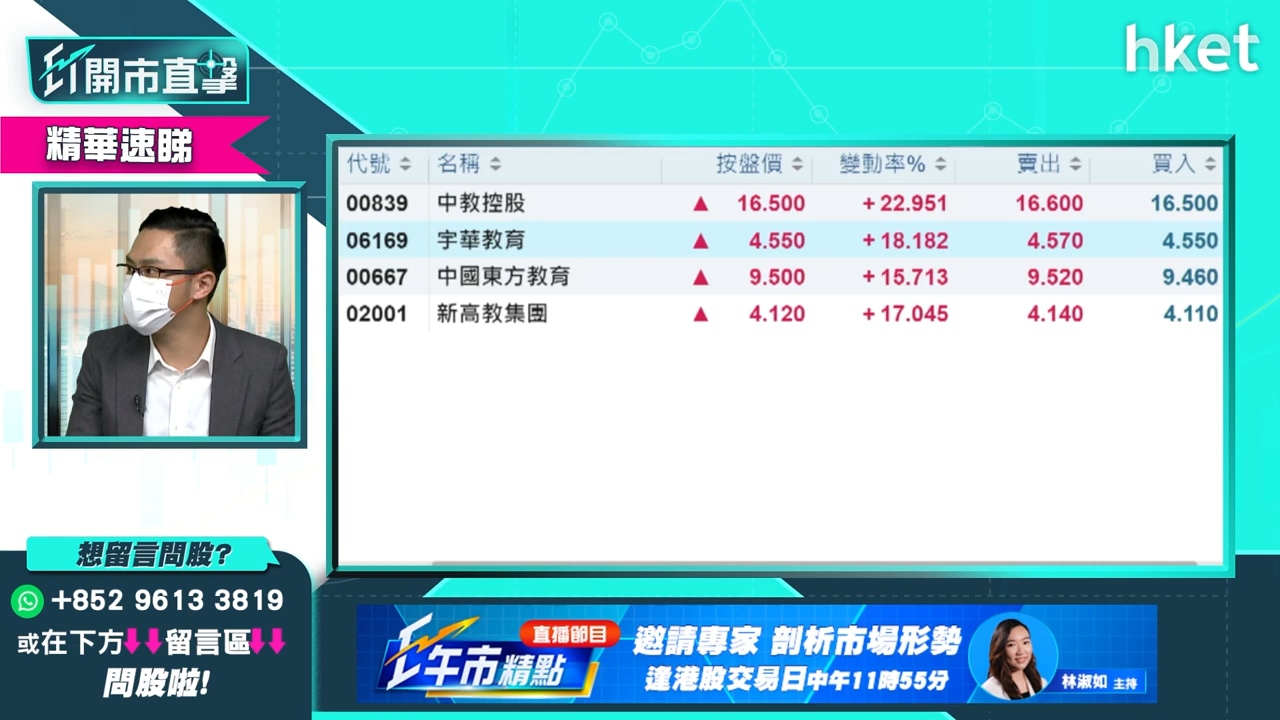 ET開市直擊
hket
精華速睇
代號 名稱 按盤價 變動率% 賣出 買入
00839 中教控股 ▲ 16.500 +22.951 16.600 16.500
06169 宇華教育 ▲ 4.550 +18.182 4.570 4.550
00667 中國東方教育 ▲ 9.500 +15.713 9.520 9.460
02001 新高教集團 ▲ 4.120 +17.045 4.140 4.110
想留言問股?
+852 9613 3819
或在下方⬇⬇留言區⬇⬇
問股啦!
ET午市精點
直播節目
邀請專家 剖析市場形勢
逢港股交易日中午11時55分
林淑如 主持